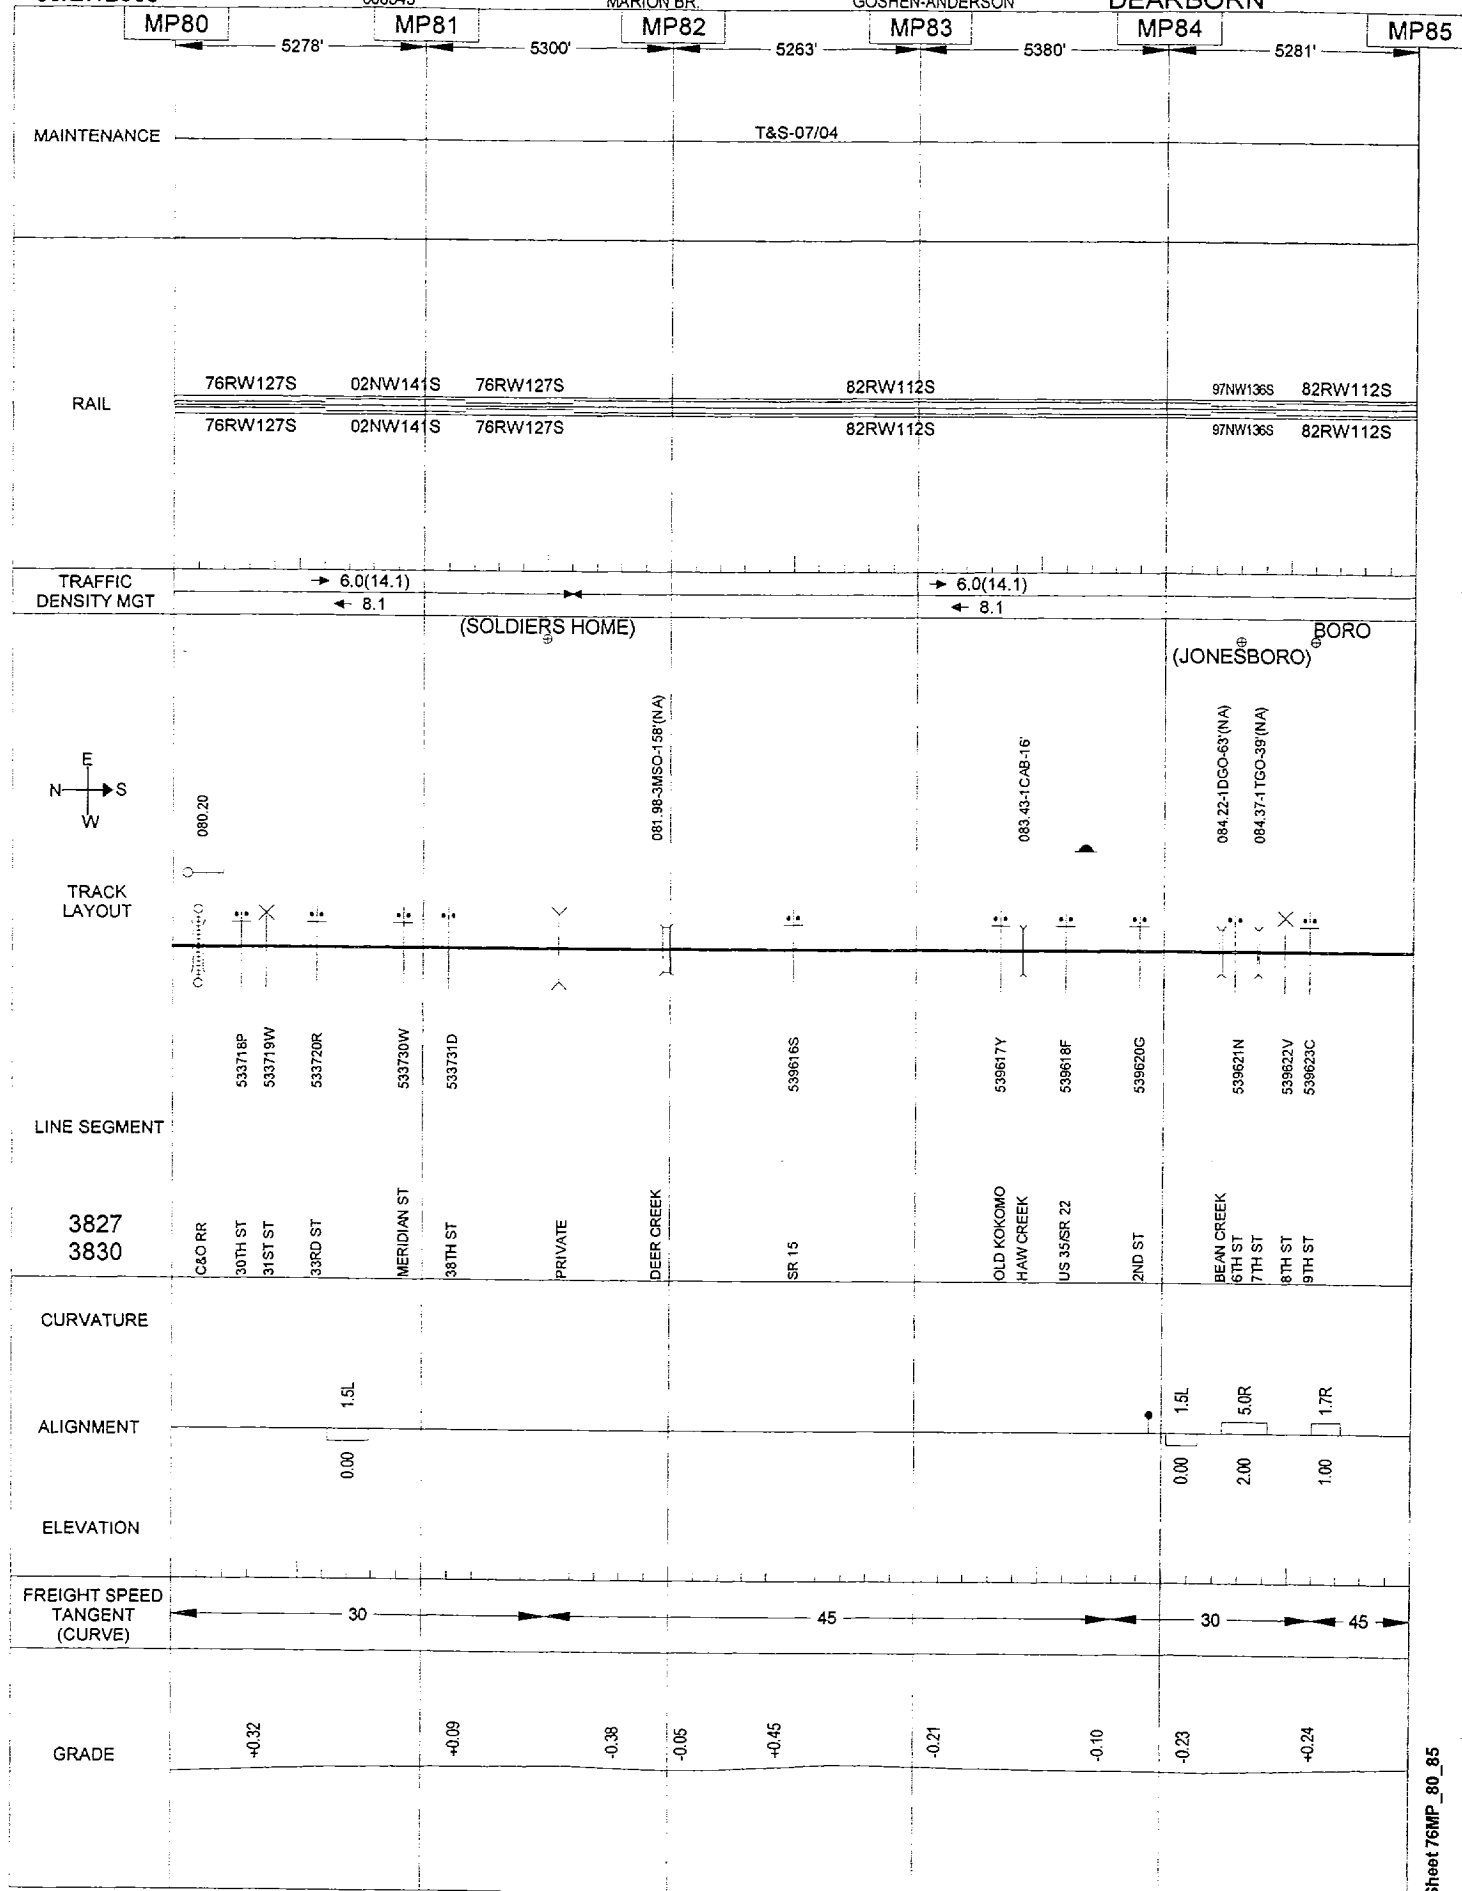 MARION BR.
GOSHEN-ANDERSON
DEARBORN
MP80
MP81
MP82
MP83
MP84
MP85
5278'
5300'
5263'
5380'
5281'
MAINTENANCE
T&S-07/04
RAIL
76RW127S
02NW141S
76RW127S
82RW112S
97NW136S
82RW112S
76RW127S
02NW141S
76RW127S
82RW112S
97NW136S
82RW112S
TRAFFIC
DENSITY MGT
6.0(14.1)
8.1
6.0(14.1)
8.1
(SOLDIERS HOME)
BORO
(JONESBORO)
E
N S
W
080.20
081.98-3MSO-158'(NA)
083.43-1CAB-16'
084.22-1DGO-63'(NA)
084.37-1TGO-39'(NA)
TRACK
LAYOUT
533718P
533719W
533720R
533730W
533731D
539616S
539617Y
539618F
539620G
539621N
539622V
539623C
LINE SEGMENT
3827
3830
C&O RR
30TH ST
31ST ST
33RD ST
MERIDIAN ST
38TH ST
PRIVATE
DEER CREEK
SR 15
OLD KOKOMO
HAW CREEK
US 35/SR 22
2ND ST
BEAN CREEK
6TH ST
7TH ST
8TH ST
9TH ST
CURVATURE
1.5L
1.5L
5.0R
1.7R
ALIGNMENT
0.00
0.00
2.00
1.00
ELEVATION
FREIGHT SPEED
TANGENT
(CURVE)
30
45
30
45
GRADE
+0.32
+0.09
-0.38
-0.05
+0.45
-0.21
-0.10
-0.23
+0.24
Sheet 76MP_80_85